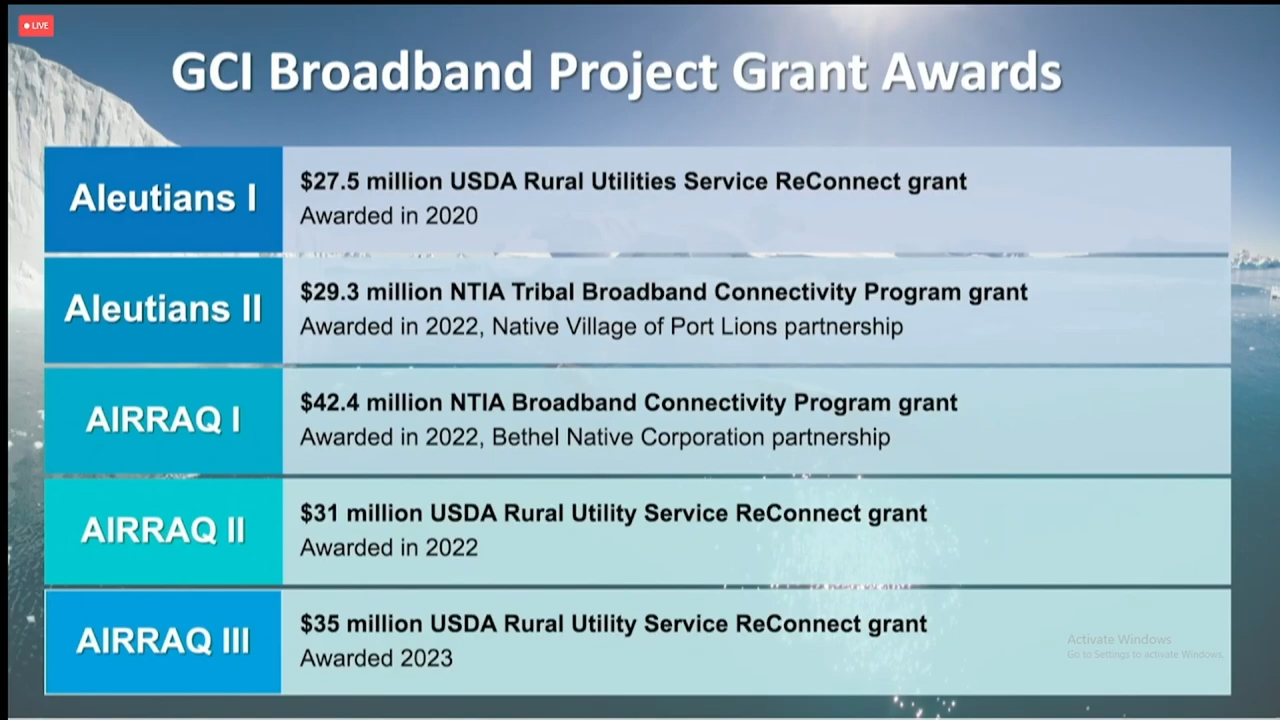 LIVE
GCI Broadband Project Grant Awards
Aleutians I
$27.5 million USDA Rural Utilities Service ReConnect grant
Awarded in 2020
Aleutians II
$29.3 million NTIA Tribal Broadband Connectivity Program grant
Awarded in 2022, Native Village of Port Lions partnership
AIRRAQ I
$42.4 million NTIA Broadband Connectivity Program grant
Awarded in 2022, Bethel Native Corporation partnership
AIRRAQ II
$31 million USDA Rural Utility Service ReConnect grant
Awarded in 2022
AIRRAQ III
$35 million USDA Rural Utility Service ReConnect grant
Awarded 2023
Activate Windows
Go to Settings to activate Windows.